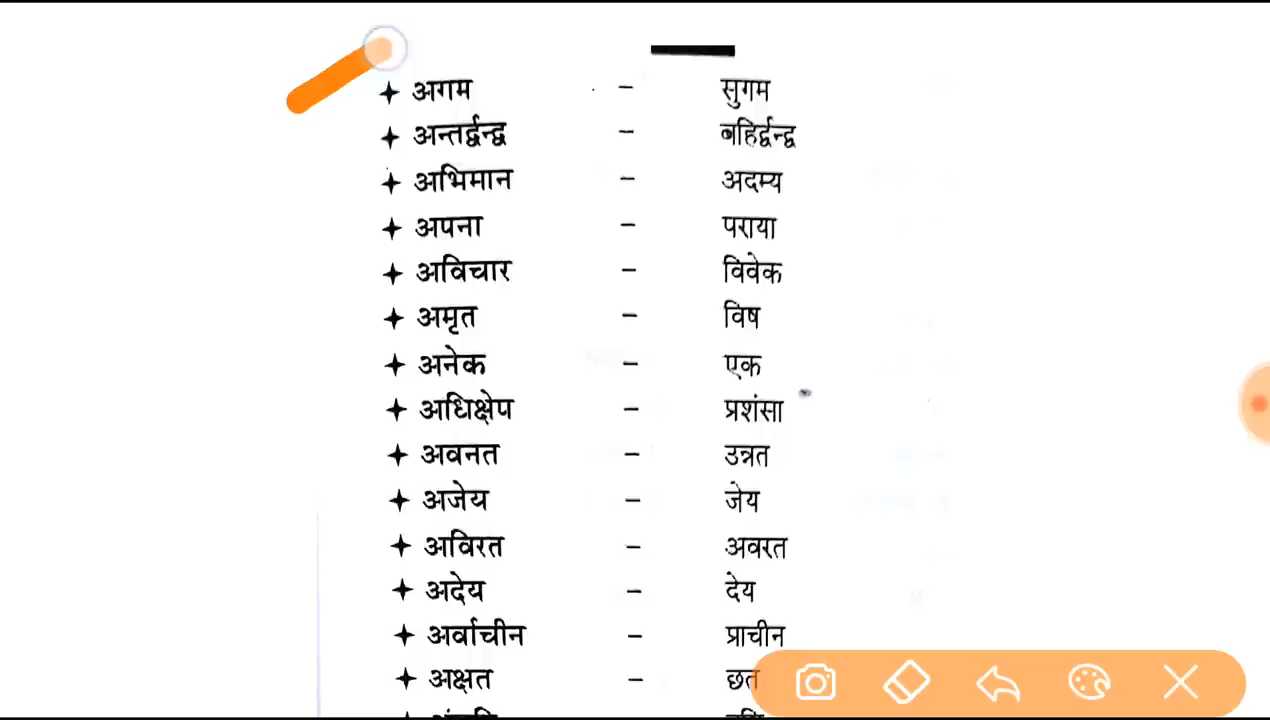 अगम - सुगम
अन्तर्द्वन्द्व - बहिर्द्वन्द्व
अभिमान - अदम्य
अपना - पराया
अविचार - विवेक
अमृत - विष
अनेक - एक
अधिक्षेप - प्रशंसा
अवनत - उन्नत
अजेय - जेय
अविरत - अवरत
अदेय - देय
अर्वाचीन - प्राचीन
अक्षत - छत